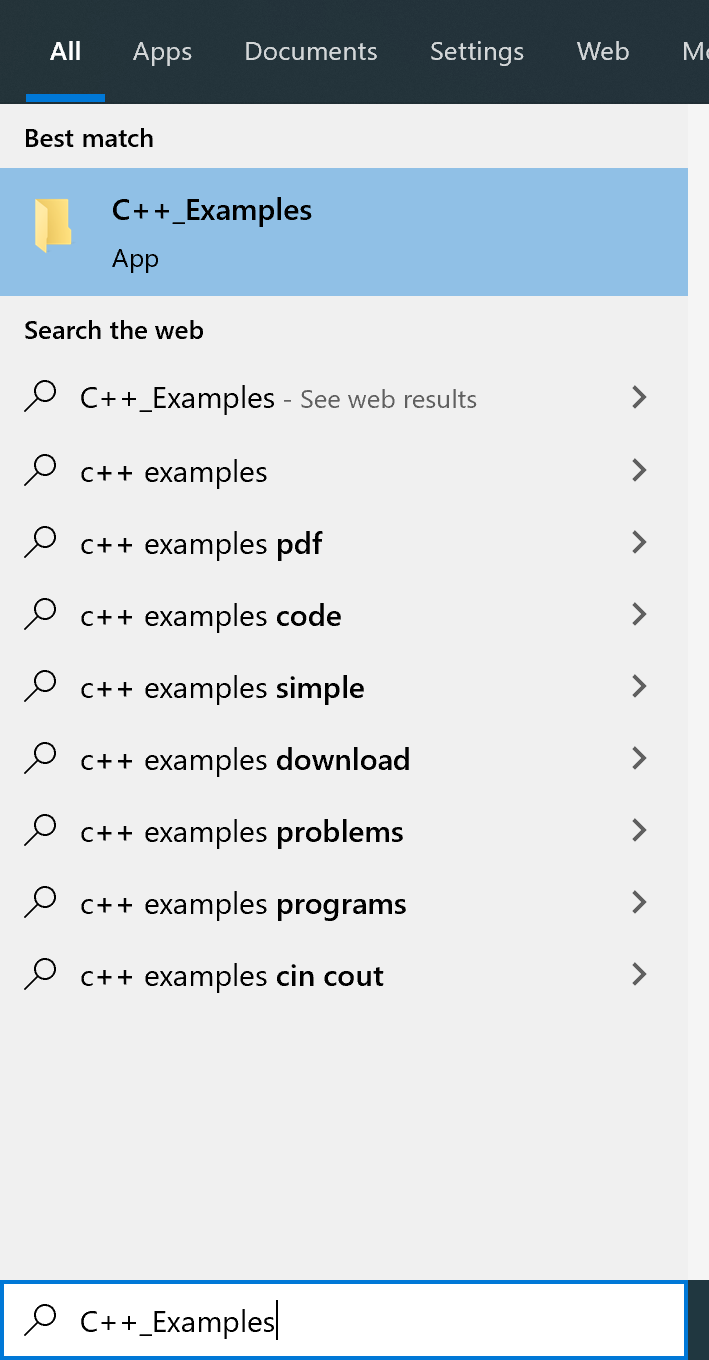 All Apps Documents Settings Web
Best match
C++_Examples
App
Search the web
C++_Examples - See web results
c++ examples
c++ examples pdf
c++ examples code
c++ examples simple
c++ examples download
c++ examples problems
c++ examples programs
c++ examples cin cout
C++_Examples